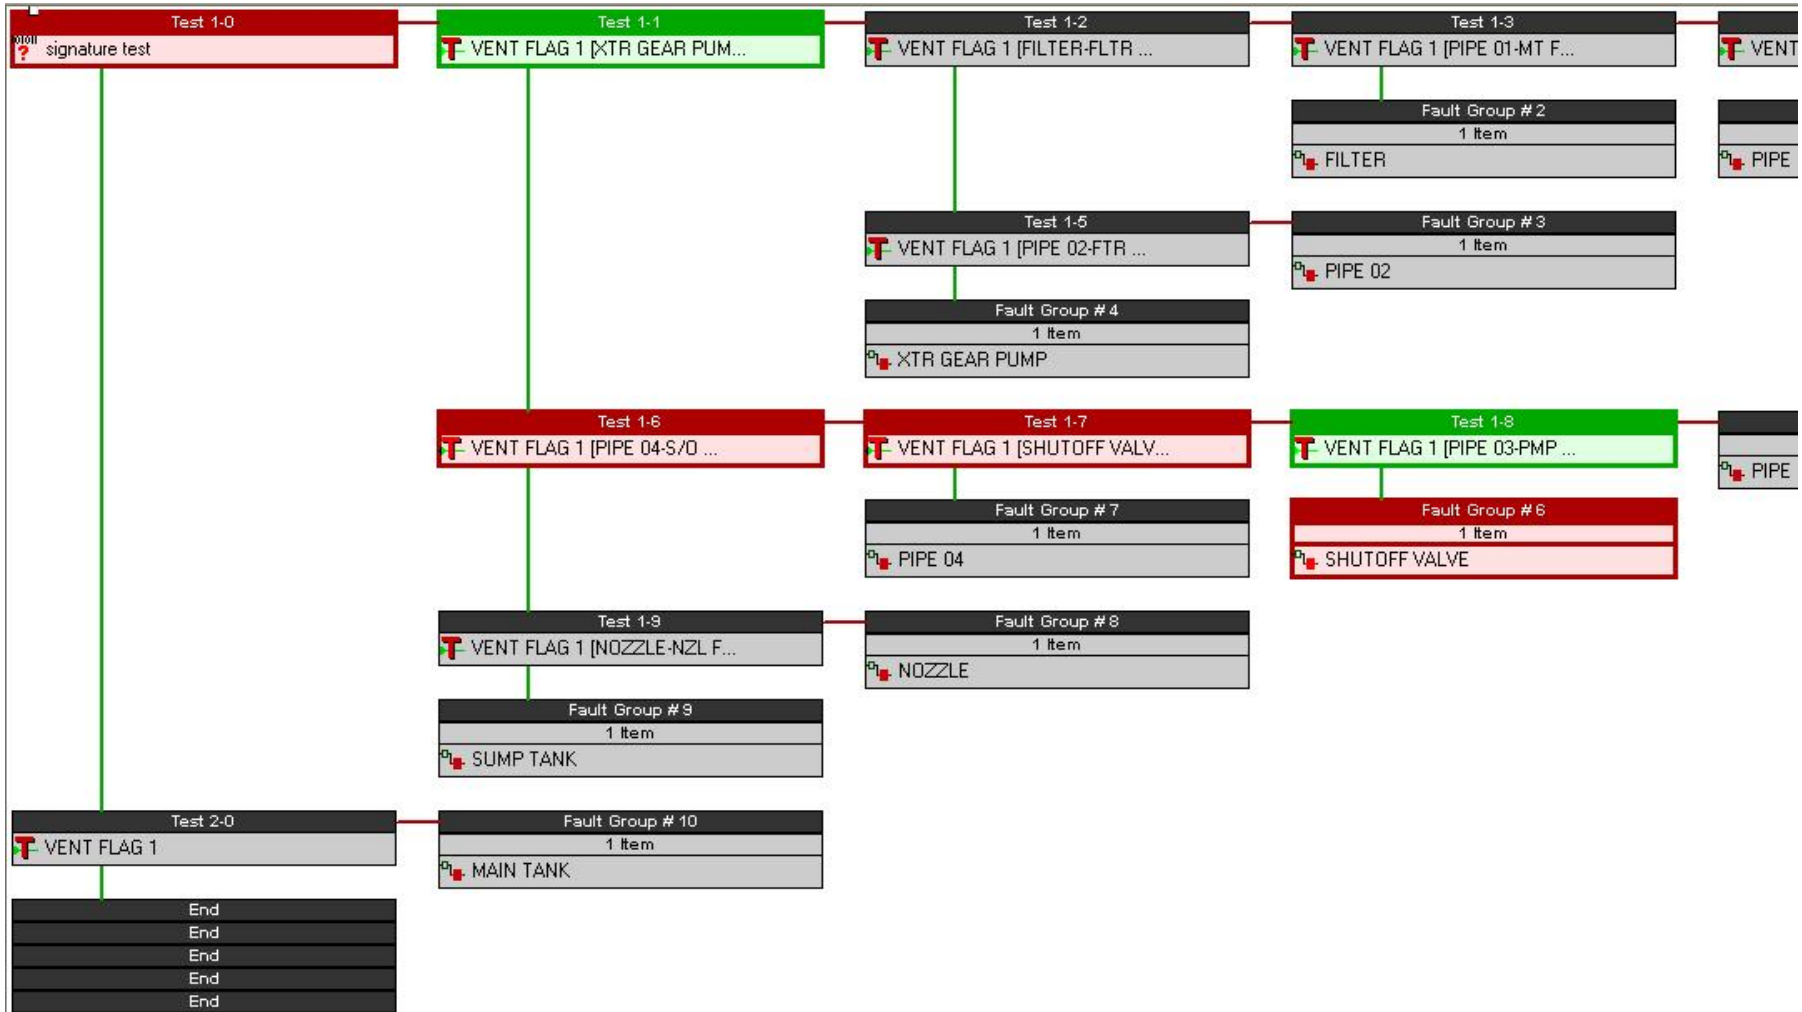 Test 1-0
signature test
Test 1-1
VENT FLAG 1 [XTR GEAR PUM...
Test 1-2
VENT FLAG 1 [FILTER-FLTR ...
Test 1-3
VENT FLAG 1 [PIPE 01-MT F...
VENT
Fault Group # 2
1 Item
FILTER
PIPE
Test 1-5
VENT FLAG 1 [PIPE 02-FTR ...
Fault Group # 3
1 Item
PIPE 02
Fault Group # 4
1 Item
XTR GEAR PUMP
Test 1-6
VENT FLAG 1 [PIPE 04-S/O ...
Test 1-7
VENT FLAG 1 [SHUTOFF VALV...
Test 1-8
VENT FLAG 1 [PIPE 03-PMP ...
PIPE
Fault Group # 7
1 Item
PIPE 04
Fault Group # 6
1 Item
SHUTOFF VALVE
Test 1-9
VENT FLAG 1 [NOZZLE-NZL F...
Fault Group # 8
1 Item
NOZZLE
Fault Group # 9
1 Item
SUMP TANK
Test 2-0
VENT FLAG 1
Fault Group # 10
1 Item
MAIN TANK
End
End
End
End
End